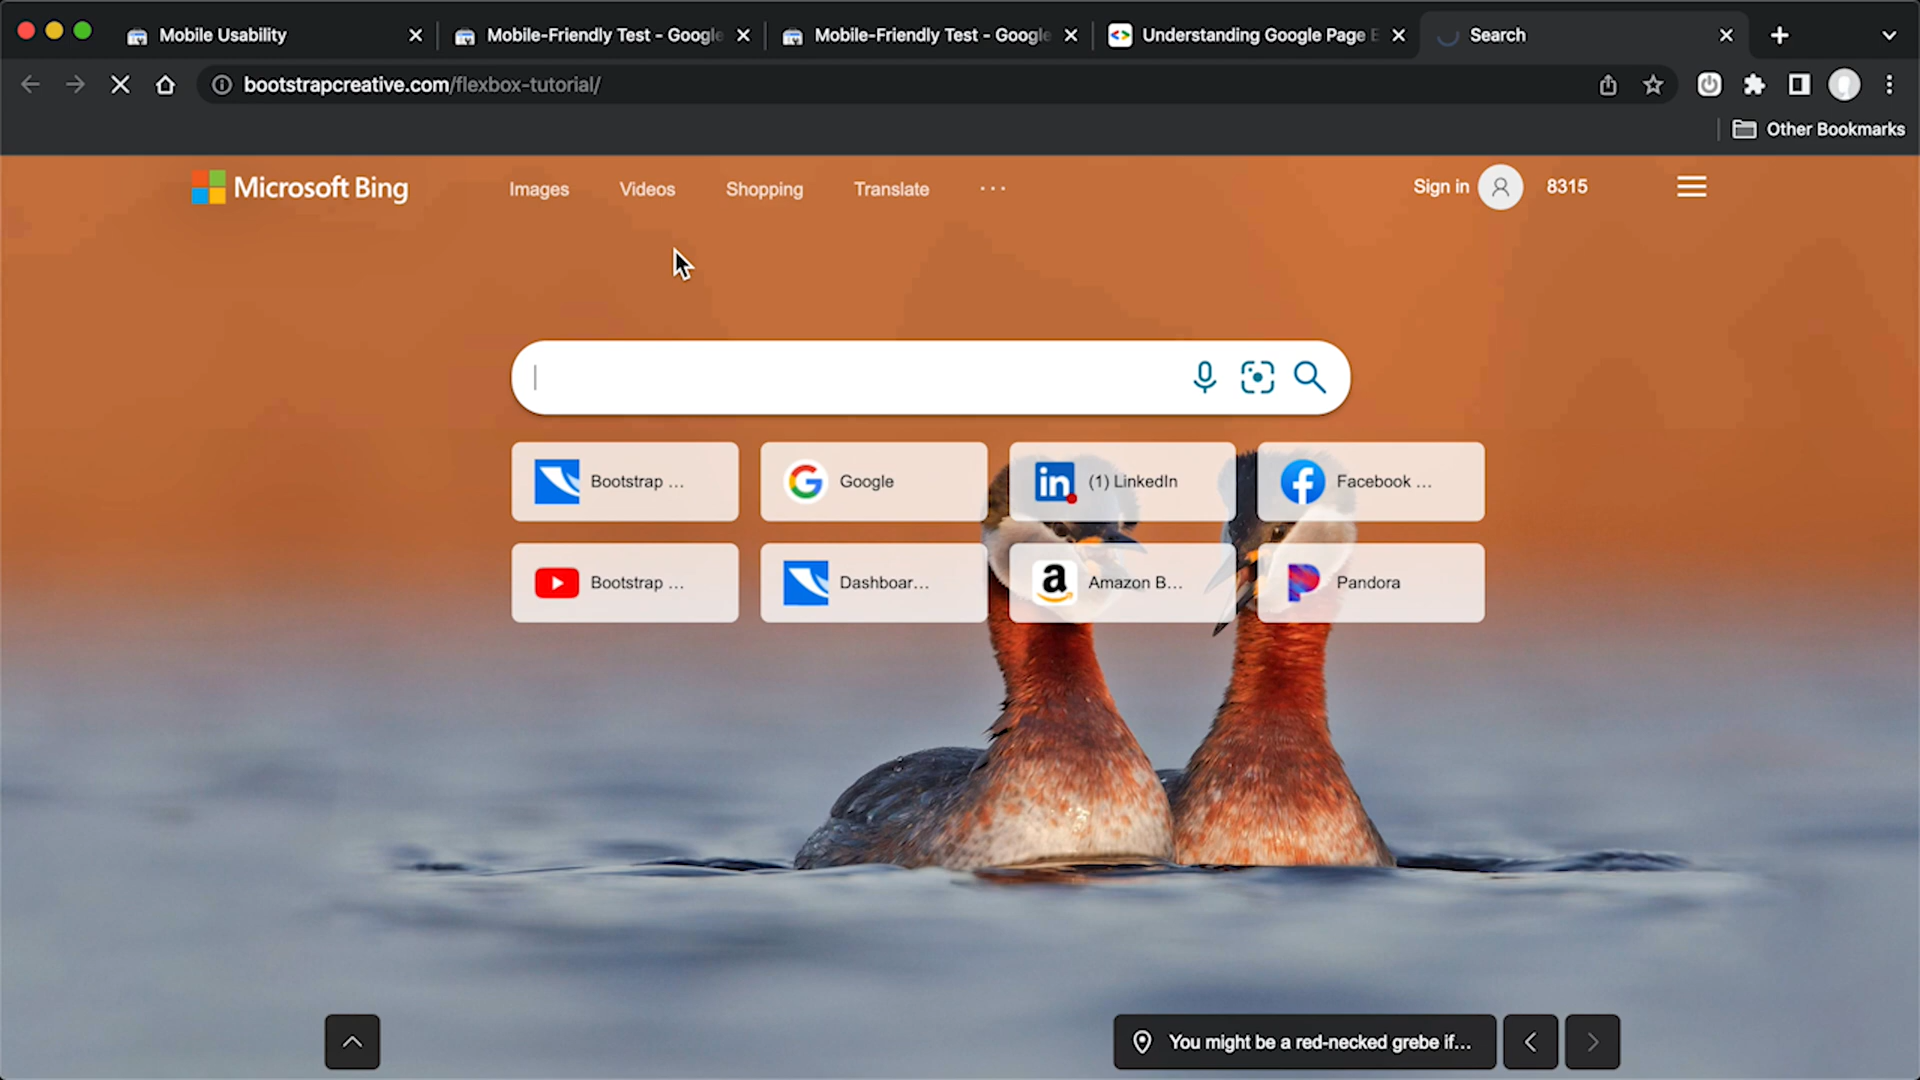 Mobile Usability
Mobile-Friendly Test - Google
Mobile-Friendly Test - Google
Understanding Google Page E
Search
bootstrapcreative.com/flexbox-tutorial/
Other Bookmarks
Microsoft Bing
Images
Videos
Shopping
Translate
Sign in
8315
Bootstrap ...
Google
(1) LinkedIn
Facebook ...
Bootstrap ...
Dashboar...
Amazon B...
Pandora
You might be a red-necked grebe if...